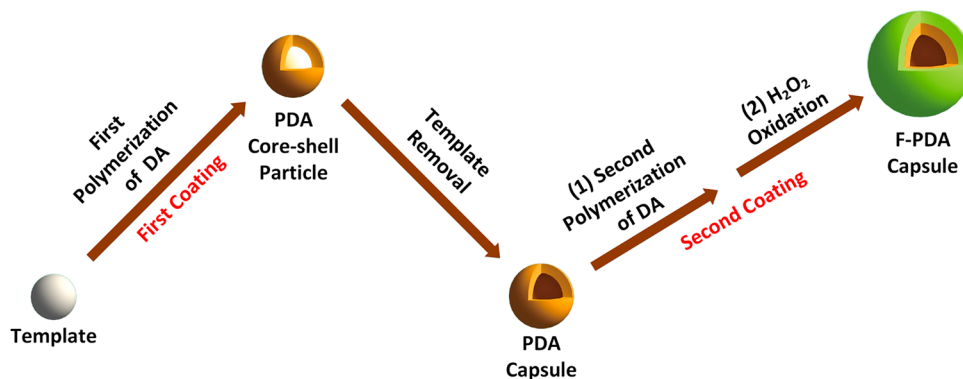 Template
First
Polymerization
of DA
First Coating
PDA
Core-shell
Particle
Template
Removal
PDA
Capsule
(1) Second
Polymerization
of DA
Second Coating
(2) H₂O₂
Oxidation
F-PDA
Capsule